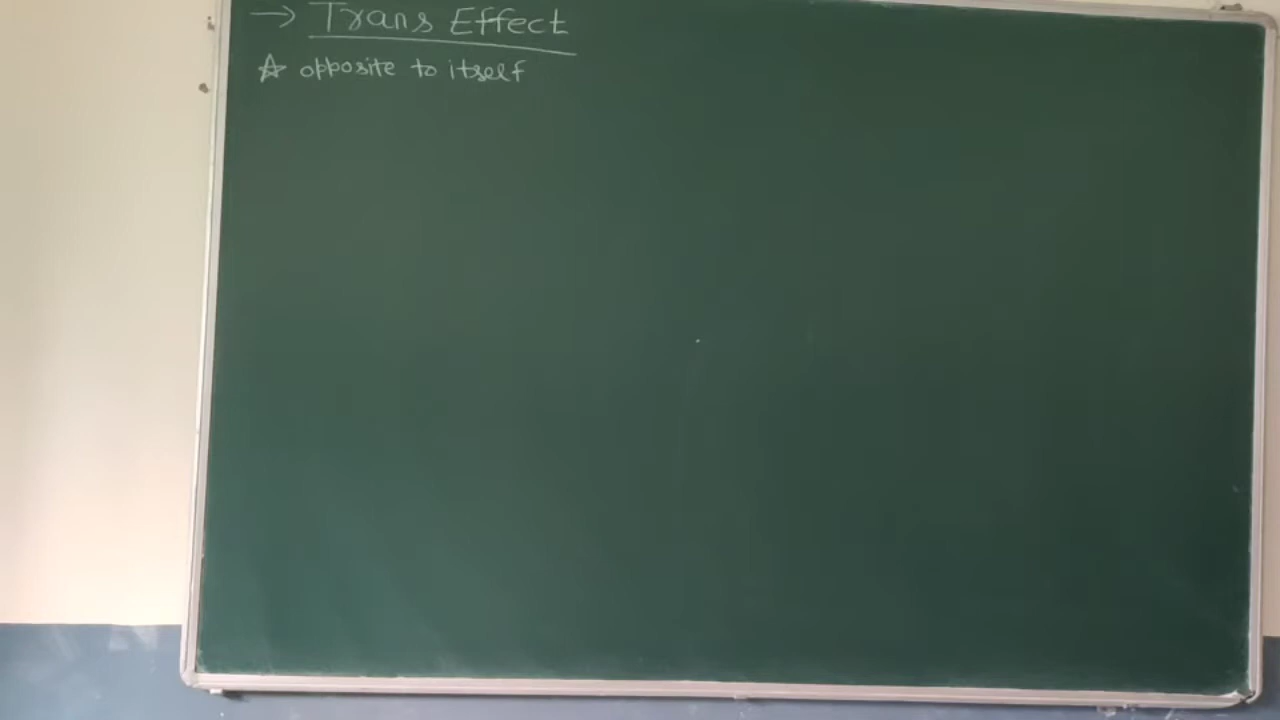 → Trans Effect
☆ opposite to itself